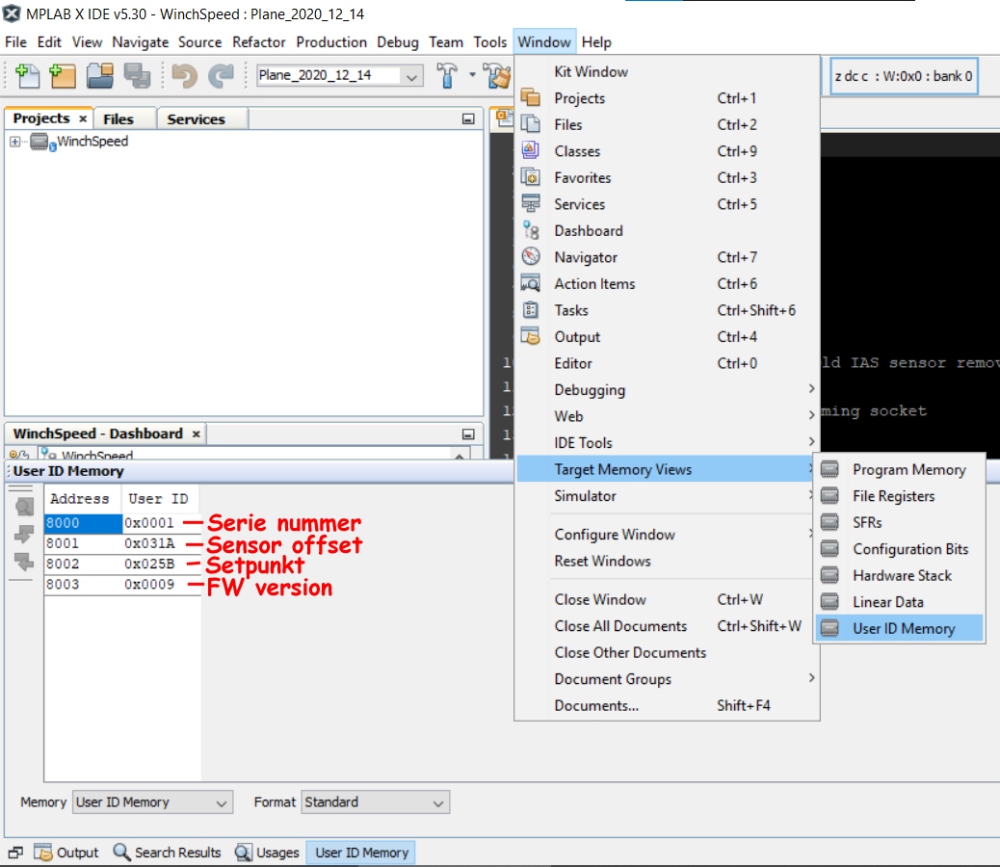 MPLAB X IDE v5.30 - WinchSpeed : Plane_2020_12_14
File Edit View Navigate Source Refactor Production Debug Team Tools Window Help
Plane_2020_12_14
z dc c : W:0x0 : bank 0
Projects × Files Services
WinchSpeed
Kit Window
Projects Ctrl+1
Files Ctrl+2
Classes Ctrl+9
Favorites Ctrl+3
Services Ctrl+5
Dashboard
Navigator Ctrl+7
Action Items Ctrl+6
Tasks Ctrl+Shift+6
Output Ctrl+4
Editor Ctrl+0
Debugging
Web
IDE Tools
Target Memory Views
Simulator
Configure Window
Reset Windows
Close Window Ctrl+W
Close All Documents Ctrl+Shift+W
Close Other Documents
Document Groups
Documents... Shift+F4
Program Memory
File Registers
SFRs
Configuration Bits
Hardware Stack
Linear Data
User ID Memory
ld IAS sensor remov
ming socket
WinchSpeed - Dashboard ×
WinchSpeed
User ID Memory
Address User ID
8000 0x0001 Serie nummer
8001 0x031A Sensor offset
8002 0x025B Setpunkt
8003 0x0009 FW version
Memory User ID Memory Format Standard
Output Search Results Usages User ID Memory